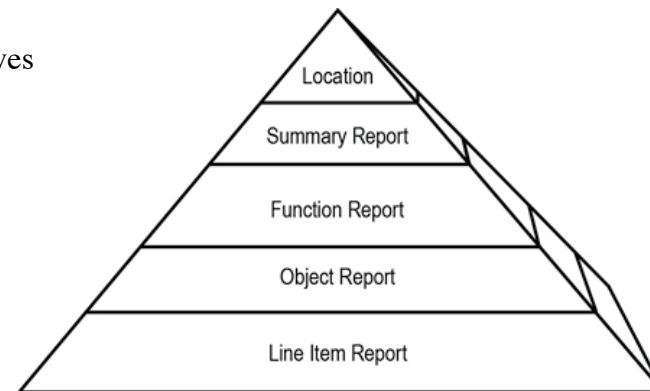 ves
Location
Summary Report
Function Report
Object Report
Line Item Report